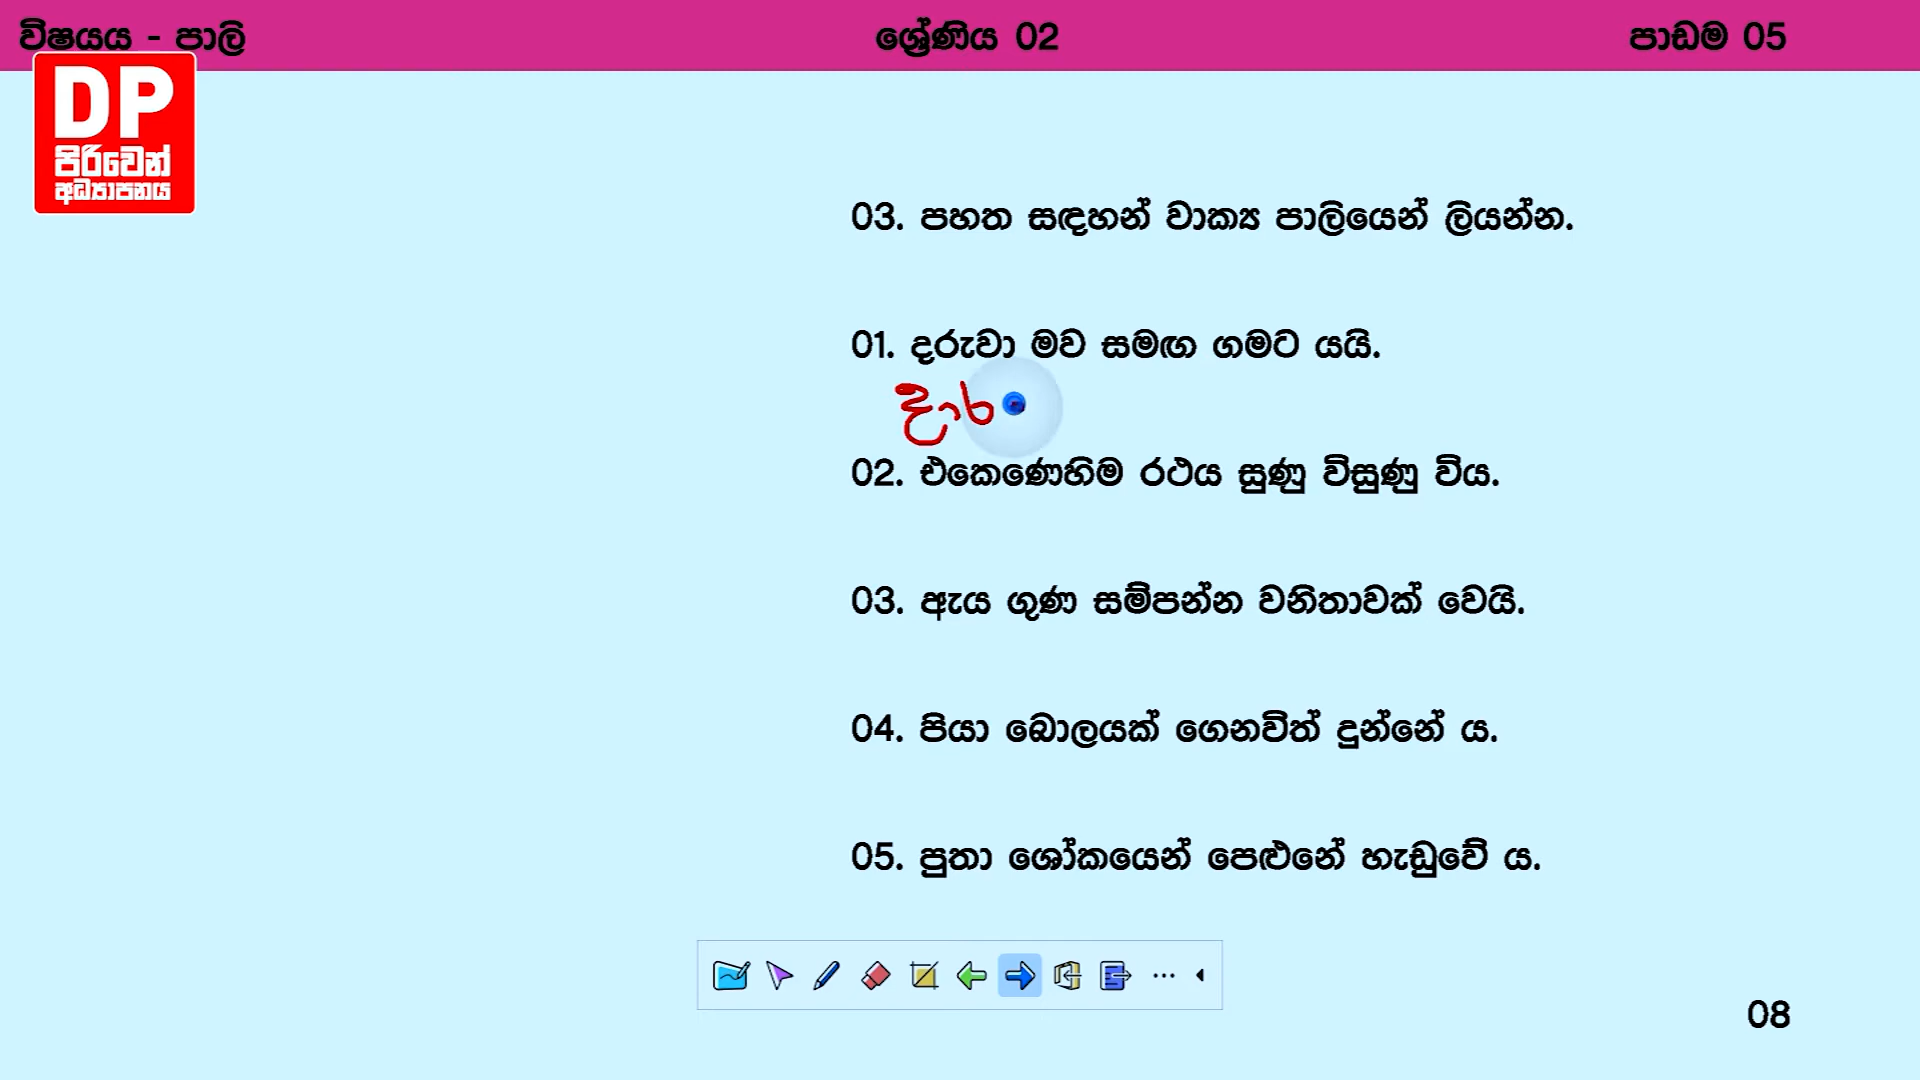 විෂයය - පාලි
ශ්‍රේණිය 02
පාඩම 05
DP
පිරිවෙන්
අධ්‍යාපනය
03. පහත සඳහන් වාක්‍ය පාලියෙන් ලියන්න.
01. දරුවා මව සමඟ ගමට යයි.
දාර
02. එකෙණෙහිම රථය සුණු විසුණු විය.
03. ඇය ගුණ සම්පන්න වනිතාවක් වෙයි.
04. පියා බෝලයක් ගෙනවිත් දුන්නේ ය.
05. පුතා ශෝකයෙන් පෙළුනේ හැඩුවේ ය.
08